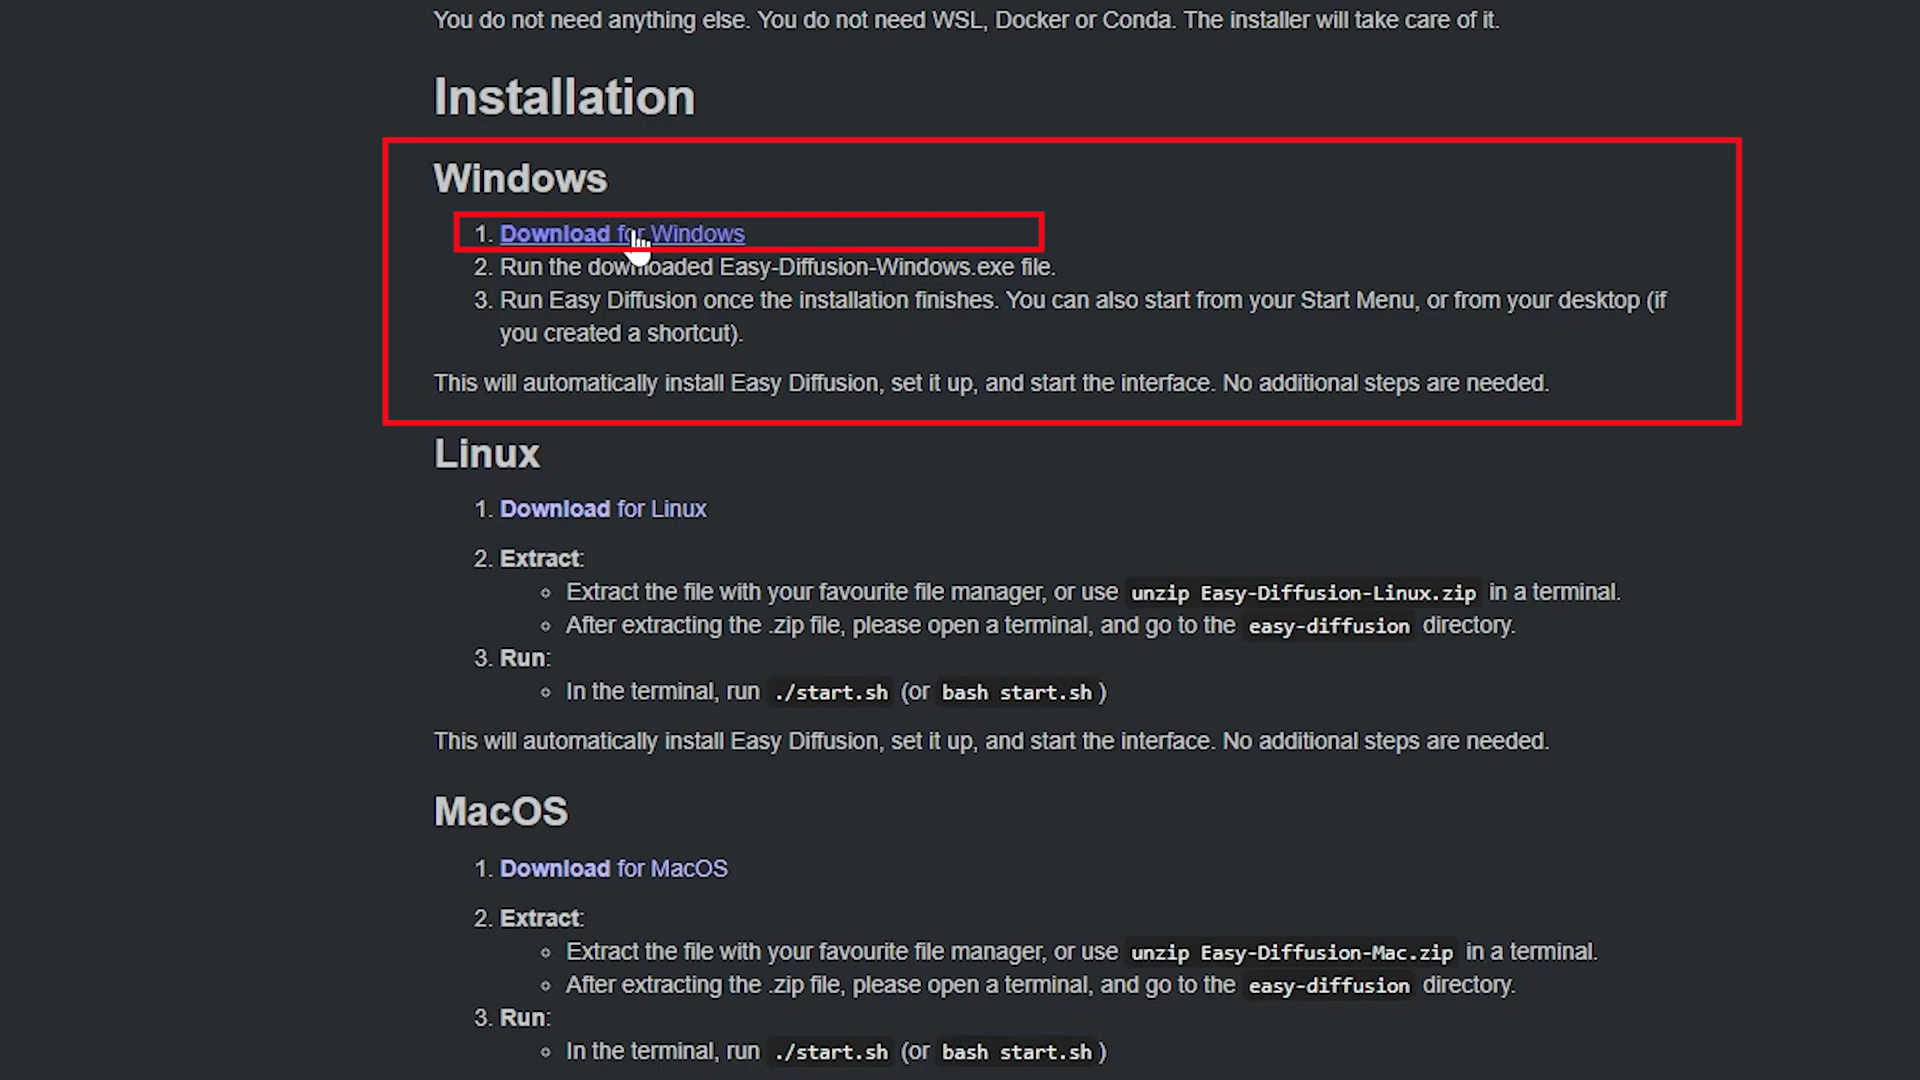 You do not need anything else. You do not need WSL, Docker or Conda. The installer will take care of it.
Installation
Windows
1. Download for Windows
2. Run the downloaded Easy-Diffusion-Windows.exe file.
3. Run Easy Diffusion once the installation finishes. You can also start from your Start Menu, or from your desktop (if
you created a shortcut).
This will automatically install Easy Diffusion, set it up, and start the interface. No additional steps are needed.
Linux
1. Download for Linux
2. Extract:
◦ Extract the file with your favourite file manager, or use unzip Easy-Diffusion-Linux.zip in a terminal.
◦ After extracting the .zip file, please open a terminal, and go to the easy-diffusion directory.
3. Run:
◦ In the terminal, run ./start.sh (or bash start.sh )
This will automatically install Easy Diffusion, set it up, and start the interface. No additional steps are needed.
MacOS
1. Download for MacOS
2. Extract:
◦ Extract the file with your favourite file manager, or use unzip Easy-Diffusion-Mac.zip in a terminal.
◦ After extracting the .zip file, please open a terminal, and go to the easy-diffusion directory.
3. Run:
◦ In the terminal, run ./start.sh (or bash start.sh )